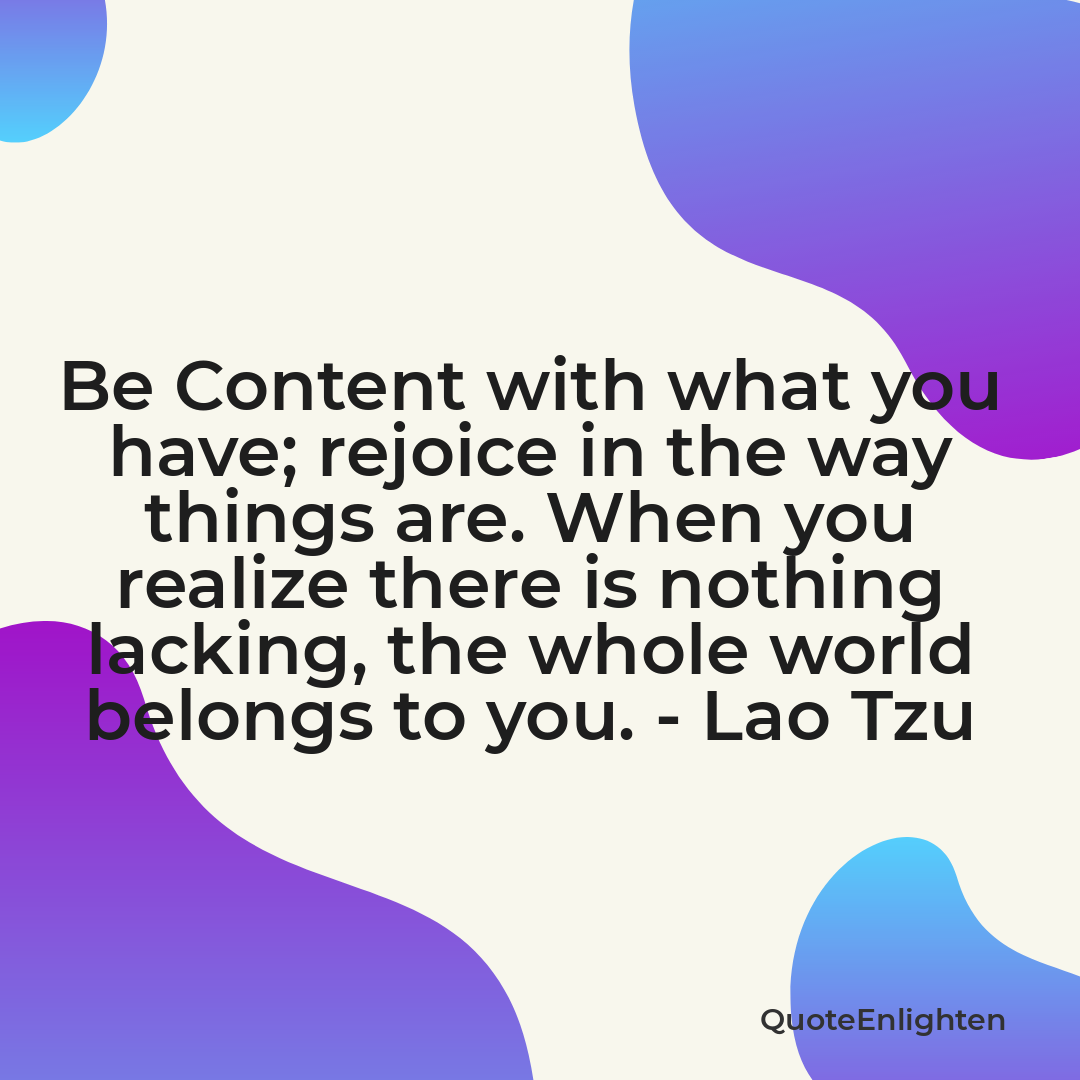 Be Content with what you
have; rejoice in the way
things are. When you
realize there is nothing
lacking, the whole world
belongs to you. - Lao Tzu
QuoteEnlighten